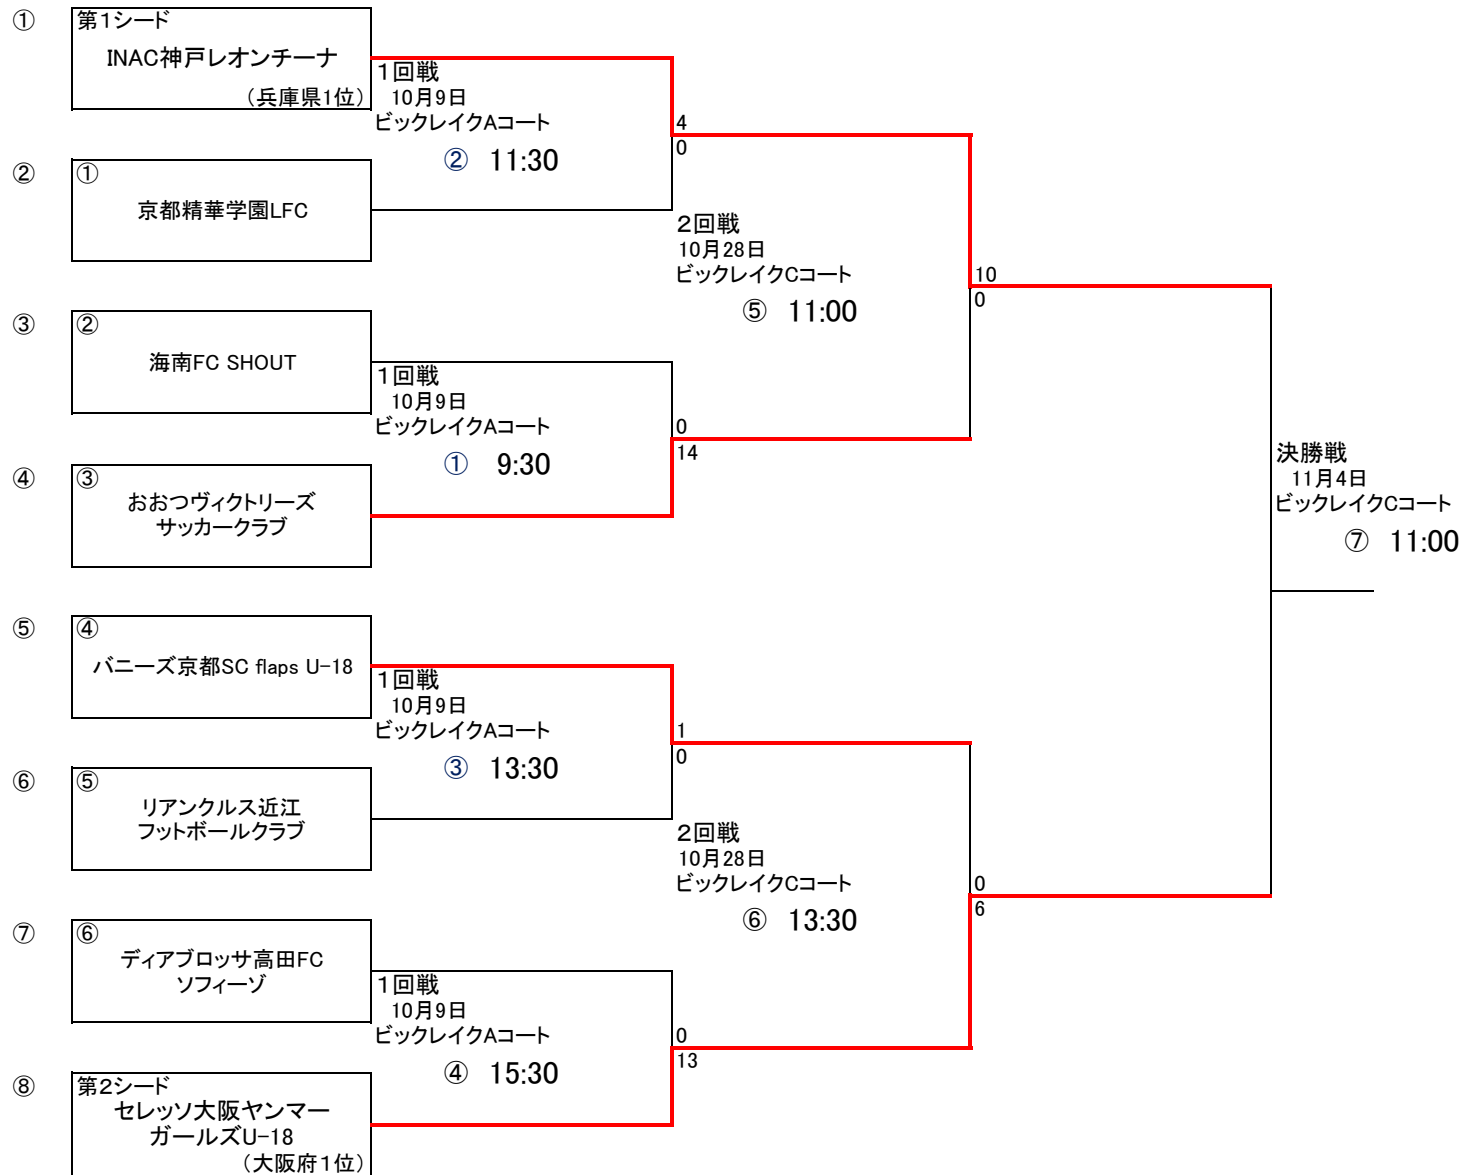 ①
第1シード
INAC神戸レオンチーナ
（兵庫県1位）
1回戦
10月9日
ビックレイクAコート
② 11:30
4
0
②
①
京都精華学園LFC
2回戦
10月28日
ビックレイクCコート
⑤ 11:00
10
0
③
②
海南FC SHOUT
1回戦
10月9日
ビックレイクAコート
① 9:30
0
14
④
③
おおつヴィクトリーズ
サッカークラブ
決勝戦
11月4日
ビックレイクCコート
⑦ 11:00
⑤
④
バニーズ京都SC flaps U-18
1回戦
10月9日
ビックレイクAコート
③ 13:30
1
0
⑥
⑤
リアンクルス近江
フットボールクラブ
2回戦
10月28日
ビックレイクCコート
⑥ 13:30
0
6
⑦
⑥
ディアブロッサ高田FC
ソフィーゾ
1回戦
10月9日
ビックレイクAコート
④ 15:30
0
13
⑧
第2シード
セレッソ大阪ヤンマー
ガールズU-18
（大阪府1位）